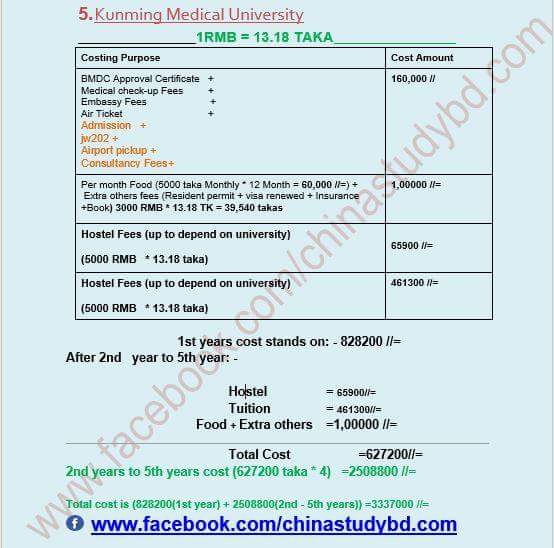 5. Kunming Medical University
1RMB = 13.18 TAKA
Costing Purpose Cost Amount
BMDC Approval Certificate + 160,000 //
Medical check-up Fees +
Embassy Fees +
Air Ticket +
Admission +
jw202 +
Airport pickup +
Consultancy Fees+
Per month Food (5000 taka Monthly * 12 Month = 60,000 //=) + 1,00000 //=
Extra others fees (Resident permit + visa renewed + Insurance
+Book) 3000 RMB * 13.18 TK = 39,540 takas
Hostel Fees (up to depend on university)
65900 //=
(5000 RMB * 13.18 taka)
Hostel Fees (up to depend on university) 461300 //=
(5000 RMB * 13.18 taka)
1st years cost stands on: - 828200 //=
After 2nd year to 5th year: -
Hostel = 65900//=
Tuition = 461300//=
Food + Extra others =1,00000 //=
Total Cost =627200//=
2nd years to 5th years cost (627200 taka * 4) =2508800 //=
Total cost is (828200(1st year) + 2508800(2nd - 5th years)) =3337000 //=
www.facebook.com/chinastudybd.com
www.facebook.com/chinastudybd.com